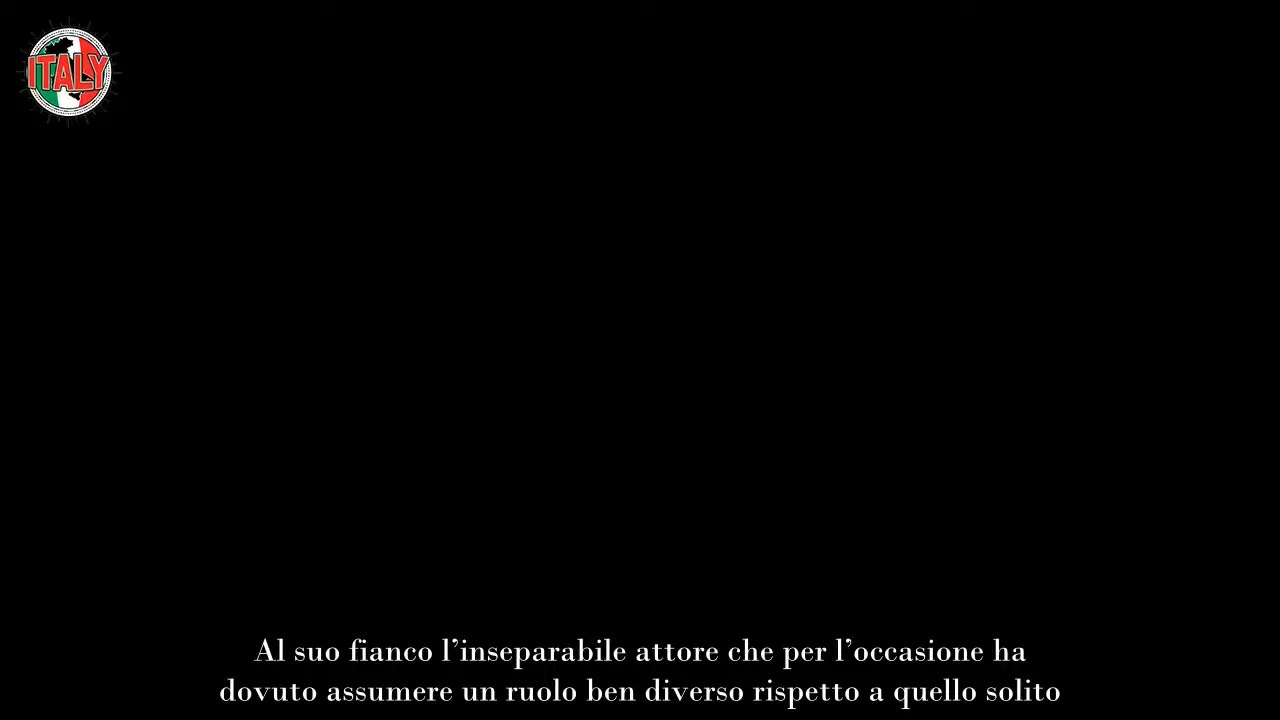 ITALY
Al suo fianco l’inseparabile attore che per l’occasione ha
dovuto assumere un ruolo ben diverso rispetto a quello solito